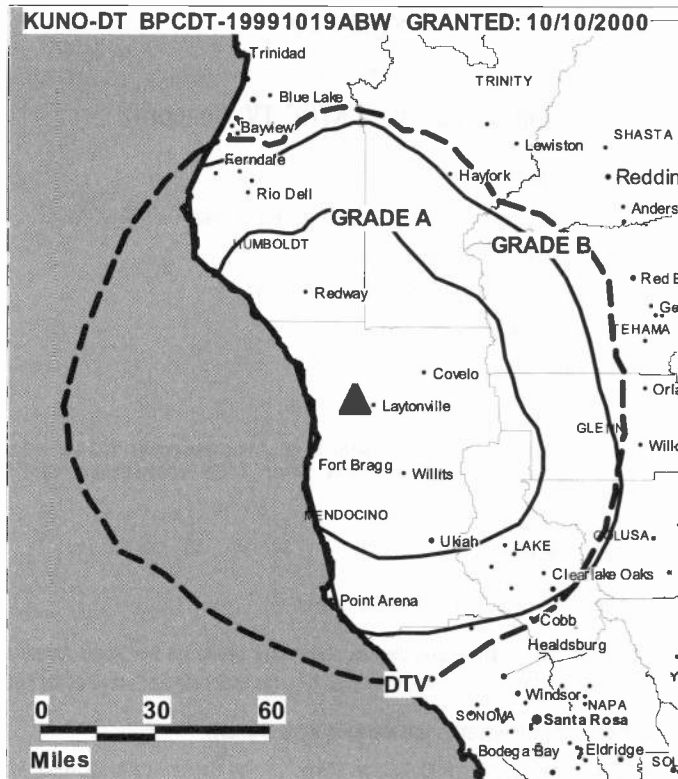 KUNO-DT BPCDT-19991019ABW GRANTED: 10/10/2000
Trinidad
TRINITY
Blue Lake
Bayview
SHASTA
Lewiston
Ferndale
Hayfork
Reddin
Rio Dell
Anders
GRADE A
HUMBOLDT
GRADE B
Red B
Redway
Ge
TEHAMA
Covelo
Orla
Laytonville
GLENN
Willo
Fort Bragg
Willits
MENDOCINO
Ukiah
LAKE
COLUSA
Clearlake Oaks
Point Arena
Cobb
Healdsburg
DTV
Windsor
NAPA
SONOMA
Santa Rosa
Bodega Bay
Eldridge
SOL
0 30 60
Miles